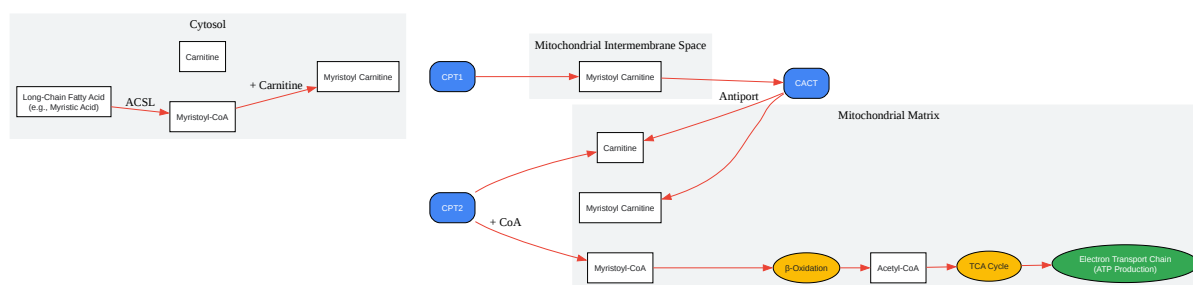 Cytosol
Carnitine
Long-Chain Fatty Acid
(e.g., Myristic Acid)
ACSL
Myristoyl-CoA
+ Carnitine
Myristoyl Carnitine
CPT1
Mitochondrial Intermembrane Space
Myristoyl Carnitine
CACT
Antiport
Mitochondrial Matrix
Carnitine
Myristoyl Carnitine
CPT2
+ CoA
Myristoyl-CoA
β-Oxidation
Acetyl-CoA
TCA Cycle
Electron Transport Chain
(ATP Production)